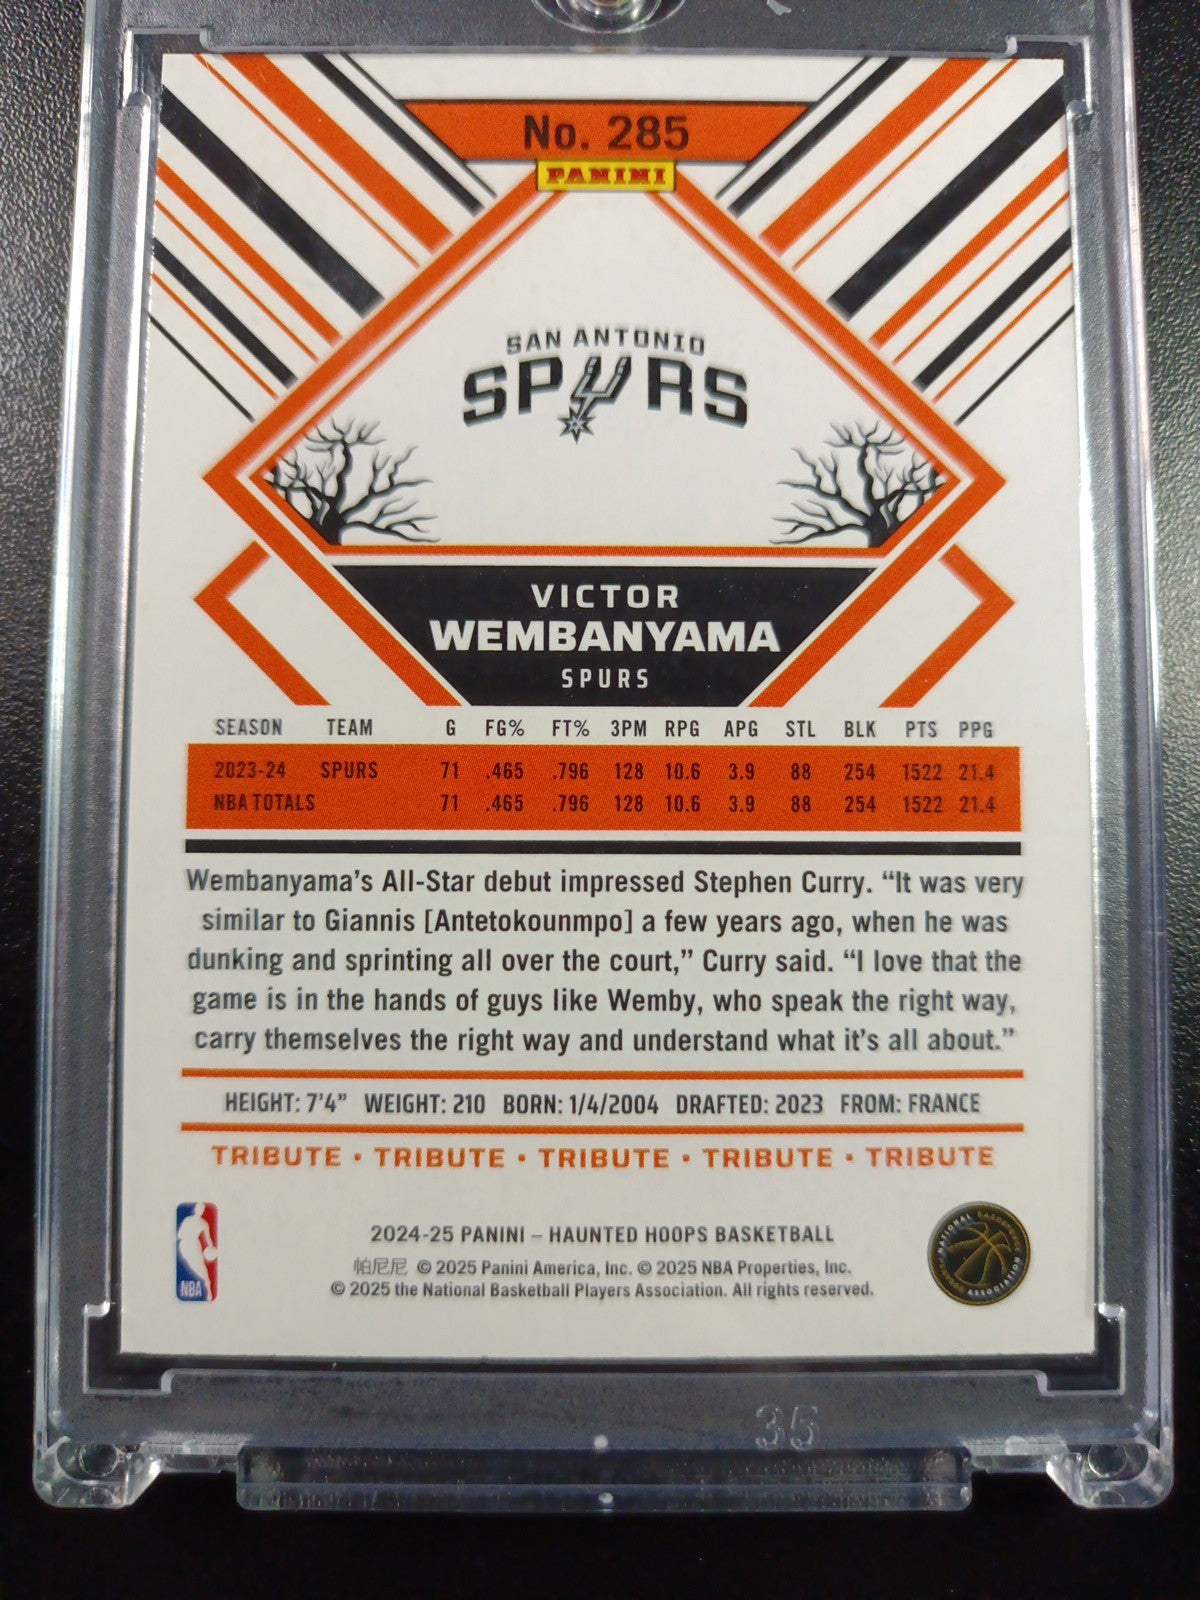 No. 285
PANINI
SAN ANTONIO
SPURS
VICTOR
WEMBANYAMA
SPURS
SEASON TEAM G FG% FT% 3PM RPG APG STL BLK PTS PPG
2023-24 SPURS 71 .465 .796 128 10.6 3.9 88 254 1522 21.4
NBA TOTALS 71 .465 .796 128 10.6 3.9 88 254 1522 21.4
Wembanyama’s All-Star debut impressed Stephen Curry. “It was very
similar to Giannis [Antetokounmpo] a few years ago, when he was
dunking and sprinting all over the court,” Curry said. “I love that the
game is in the hands of guys like Wemby, who speak the right way,
carry themselves the right way and understand what it’s all about.”
HEIGHT: 7’4” WEIGHT: 210 BORN: 1/4/2004 DRAFTED: 2023 FROM: FRANCE
TRIBUTE • TRIBUTE • TRIBUTE • TRIBUTE • TRIBUTE
2024-25 PANINI – HAUNTED HOOPS BASKETBALL
帕尼尼 © 2025 Panini America, Inc. © 2025 NBA Properties, Inc.
© 2025 the National Basketball Players Association. All rights reserved.
NBA
NATIONAL BASKETBALL PLAYERS ASSOCIATION
35